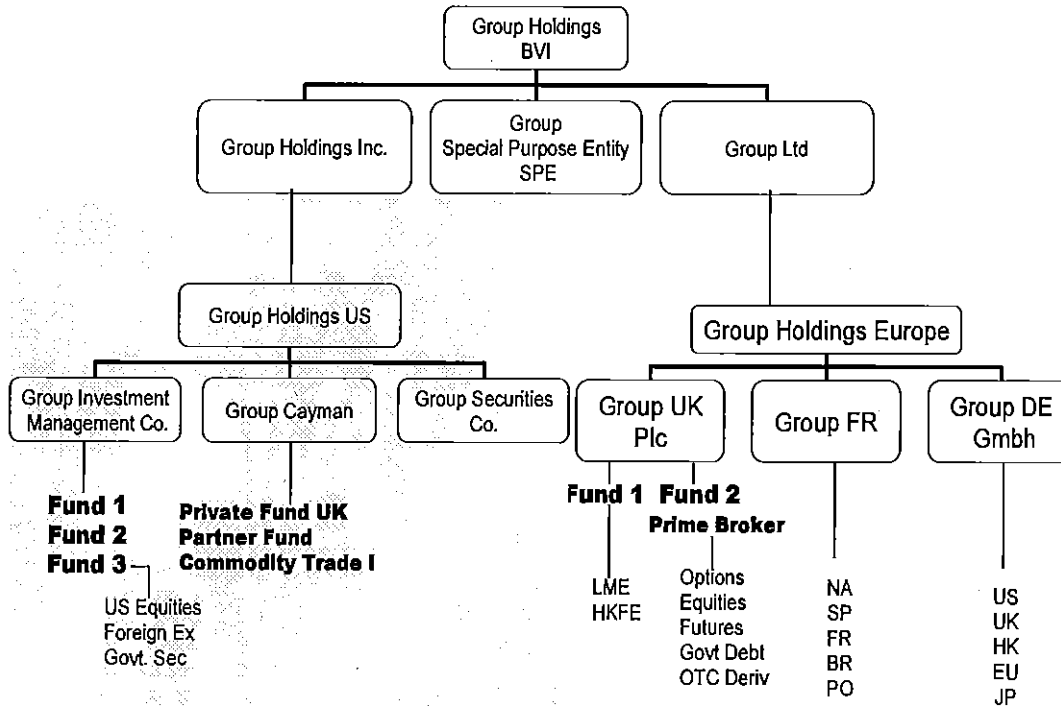 Group Holdings
BVI
Group Holdings Inc.
Group
Special Purpose Entity
SPE
Group Ltd
Group Holdings US
Group Holdings Europe
Group Investment
Management Co.
Group Cayman
Group Securities
Co.
Group UK
Plc
Group FR
Group DE
Gmbh
Fund 1
Fund 2
Fund 3
US Equities
Foreign Ex
Govt. Sec
Private Fund UK
Partner Fund
Commodity Trade I
Fund 1
LME
HKFE
Fund 2
Prime Broker
Options
Equities
Futures
Govt Debt
OTC Deriv
NA
SP
FR
BR
PO
US
UK
HK
EU
JP